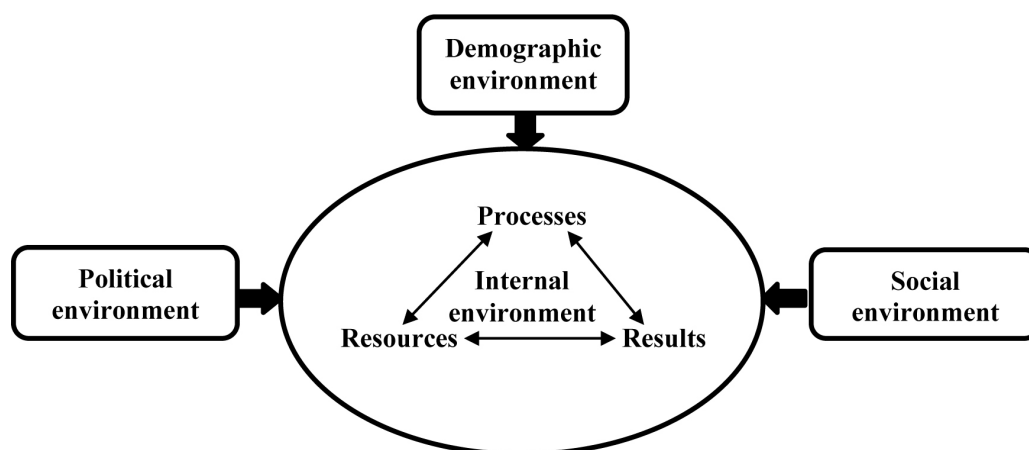 Demographic
environment
Processes
Political
environment
Internal
environment
Social
environment
Resources
Results